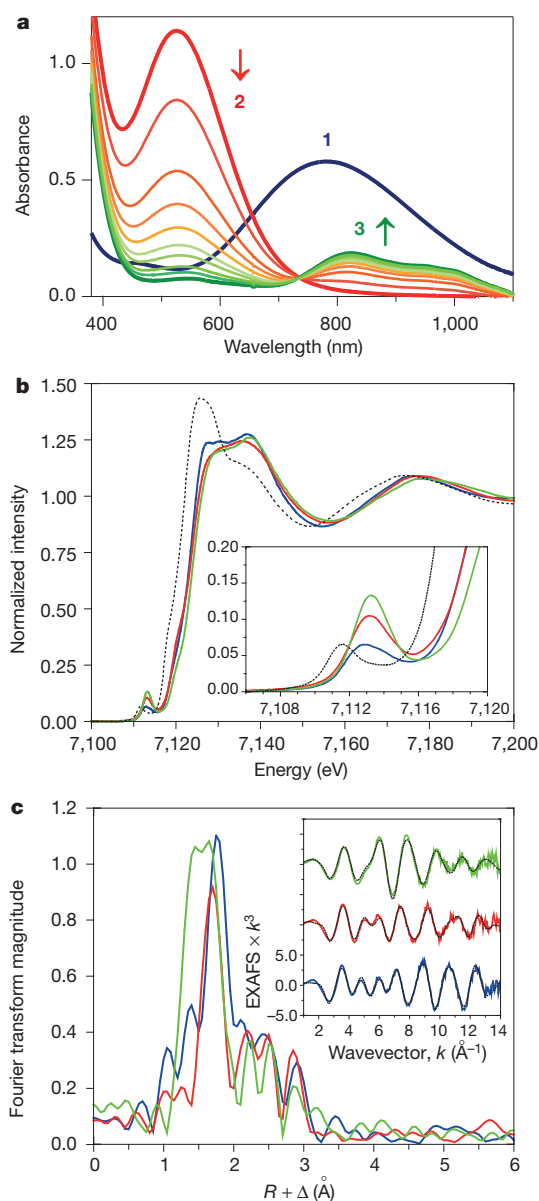 a
1.0
0.5
0.0
Absorbance
2
1
3
400 600 800 1,000
Wavelength (nm)
b
1.50
1.25
1.00
0.75
0.50
0.25
0.00
Normalized intensity
0.20
0.15
0.10
0.05
0.00
7,108 7,112 7,116 7,120
7,100 7,120 7,140 7,160 7,180 7,200
Energy (eV)
c
1.2
1.0
0.8
0.6
0.4
0.2
0.0
Fourier transform magnitude
EXAFS × k³
5.0
0.0
–5.0
2 4 6 8 10 12 14
Wavevector, k (Å⁻¹)
0 1 2 3 4 5 6
R + Δ (Å)